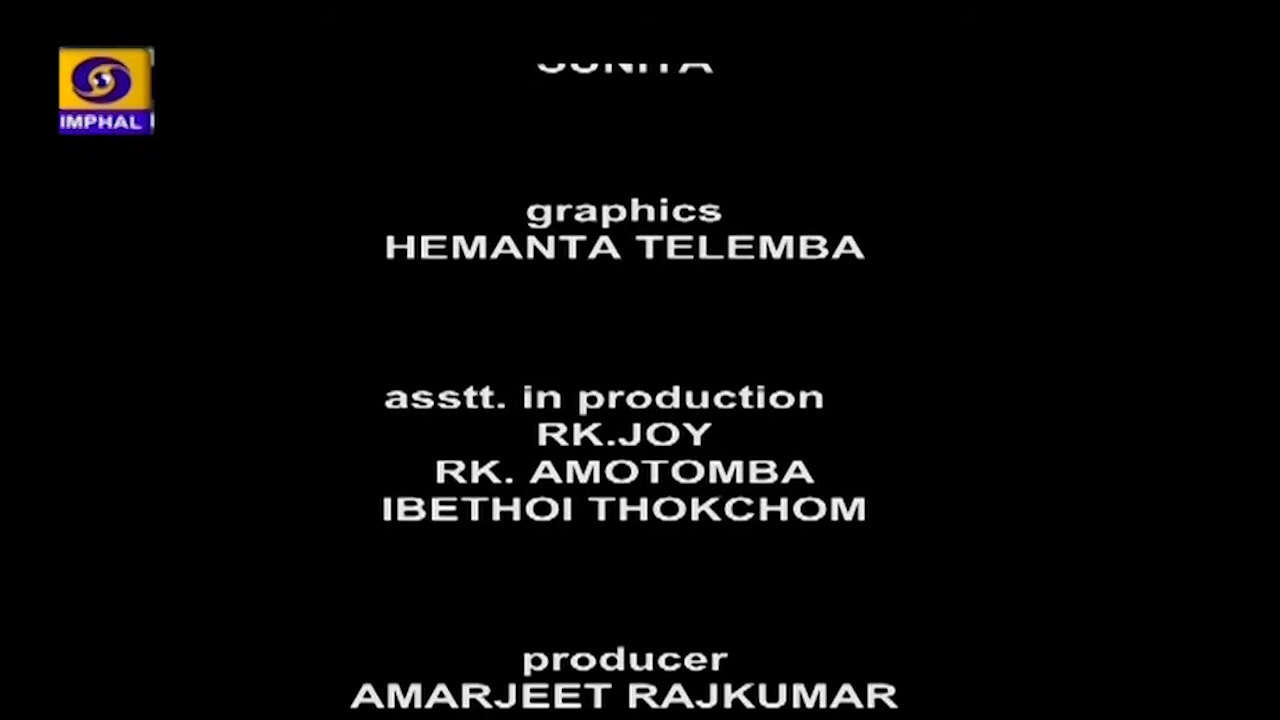 IMPHAL
graphics
HEMANTA TELEMBA
asstt. in production
RK.JOY
RK. AMOTOMBA
IBETHOI THOKCHOM
producer
AMARJEET RAJKUMAR